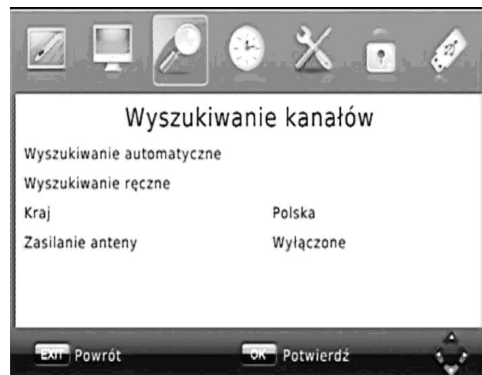 Wyszukiwanie kanałów
Wyszukiwanie automatyczne
Wyszukiwanie ręczne
Kraj Polska
Zasilanie anteny Wyłączone
EXIT Powrót OK Potwierdź